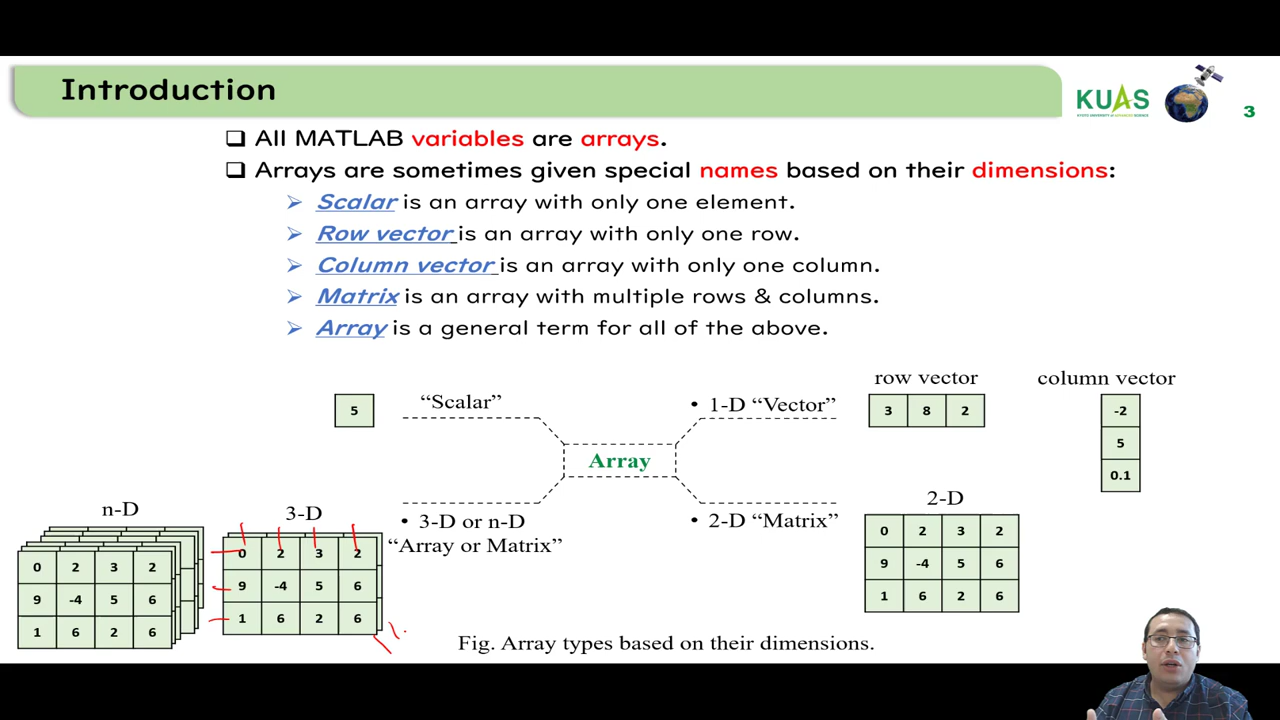 Introduction
KUAS
KYOTO UNIVERSITY OF ADVANCED SCIENCE
3
All MATLAB variables are arrays.
Arrays are sometimes given special names based on their dimensions:
Scalar is an array with only one element.
Row vector is an array with only one row.
Column vector is an array with only one column.
Matrix is an array with multiple rows & columns.
Array is a general term for all of the above.
5
“Scalar”
• 1-D “Vector”
row vector
3 8 2
column vector
-2
5
0.1
Array
n-D
0 2 3 2
9 -4 5 6
1 6 2 6
3-D
0 2 3 2
9 -4 5 6
1 6 2 6
• 3-D or n-D
“Array or Matrix”
• 2-D “Matrix”
2-D
0 2 3 2
9 -4 5 6
1 6 2 6
Fig. Array types based on their dimensions.